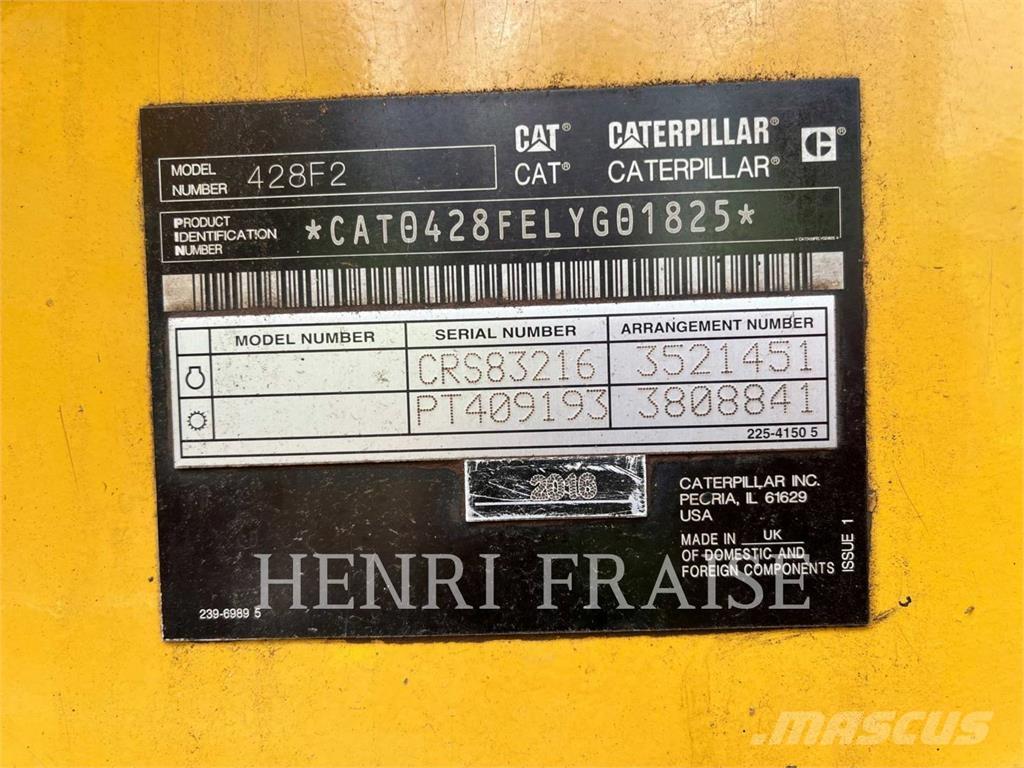 CAT® CATERPILLAR®
CAT® CATERPILLAR®
MODEL NUMBER 428F2
PRODUCT IDENTIFICATION NUMBER *CAT0428FELYG01825*
MODEL NUMBER SERIAL NUMBER ARRANGEMENT NUMBER
CRS83216 3521451
PT409193 3808841
225-4150 5
2018
CATERPILLAR INC.
PEORIA, IL 61629
USA
MADE IN UK
OF DOMESTIC AND
FOREIGN COMPONENTS
ISSUE 1
239-6989 5
HENRI FRAISE
MASCUS